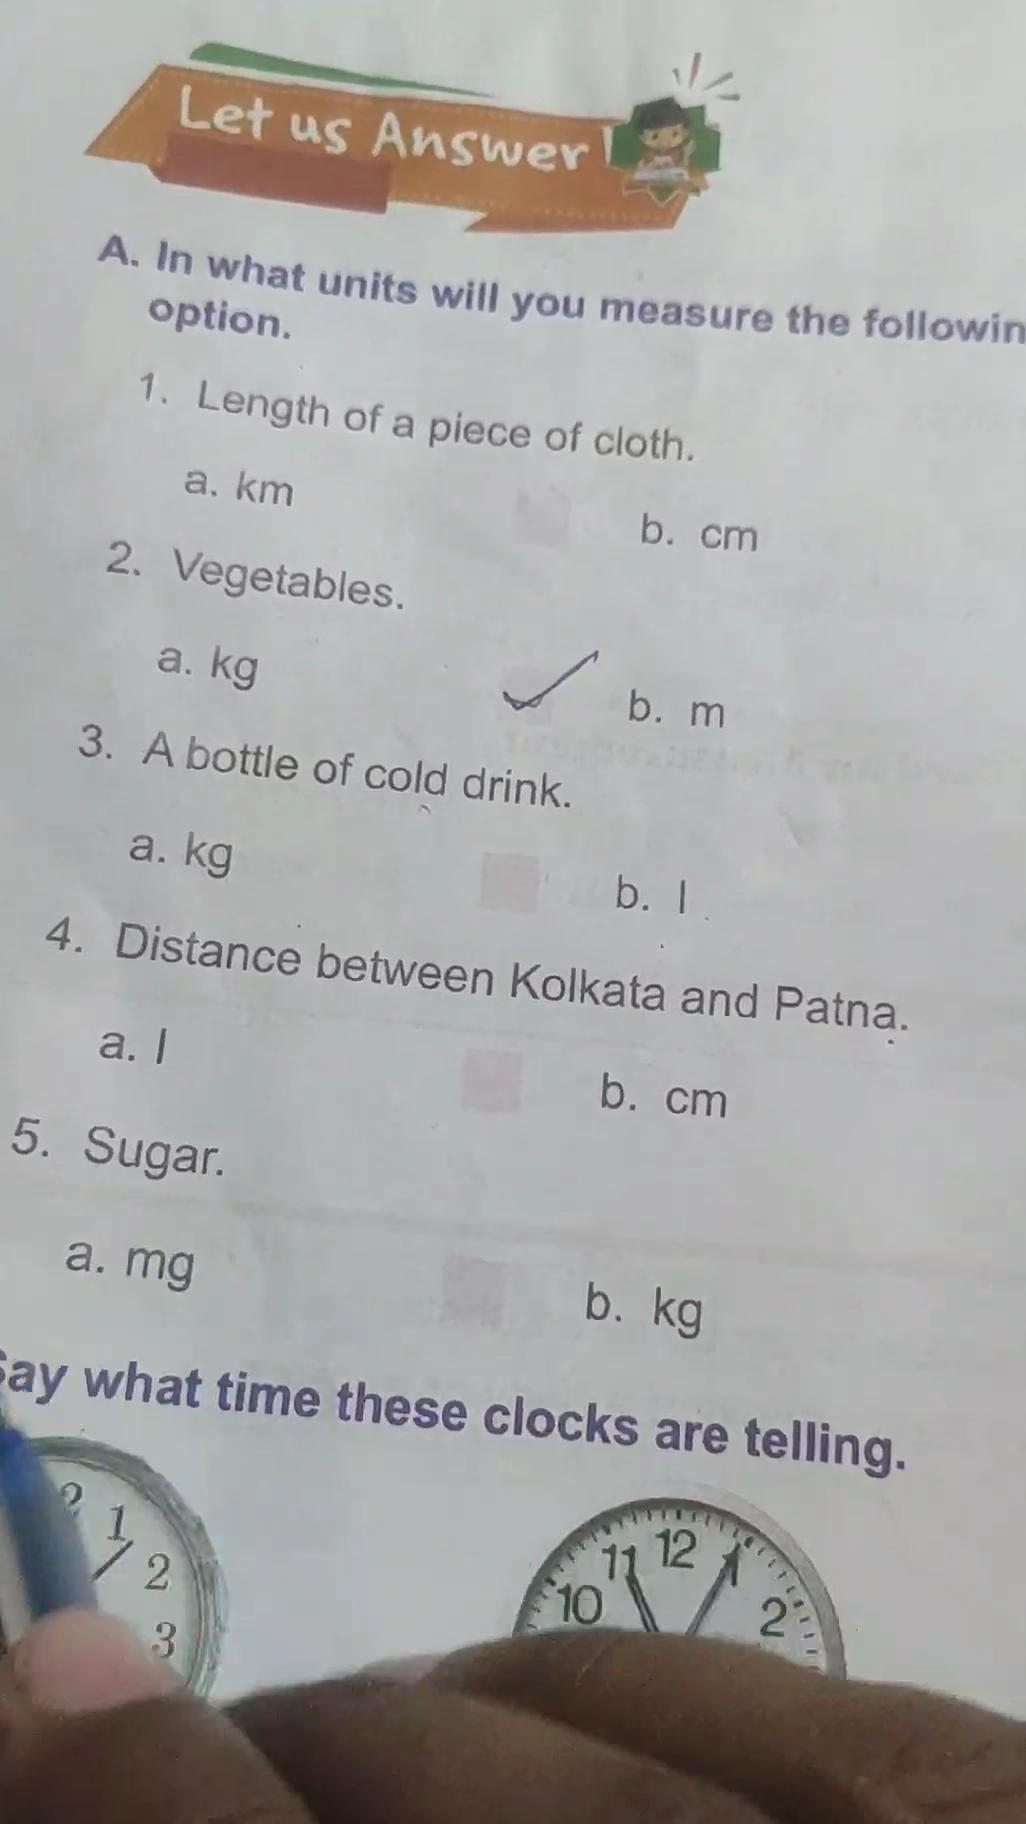 Let us Answer!
A. In what units will you measure the
option.
1. Length of a piece of cloth.
a. km b. cm
2. Vegetables.
a. kg b. m
3. A bottle of cold drink.
a. kg b. l
4. Distance between Kolkata and Patna.
a. l b. cm
5. Sugar.
a. mg b. kg
what time these clocks are telling.
1
2
3
10 11 12 1 2